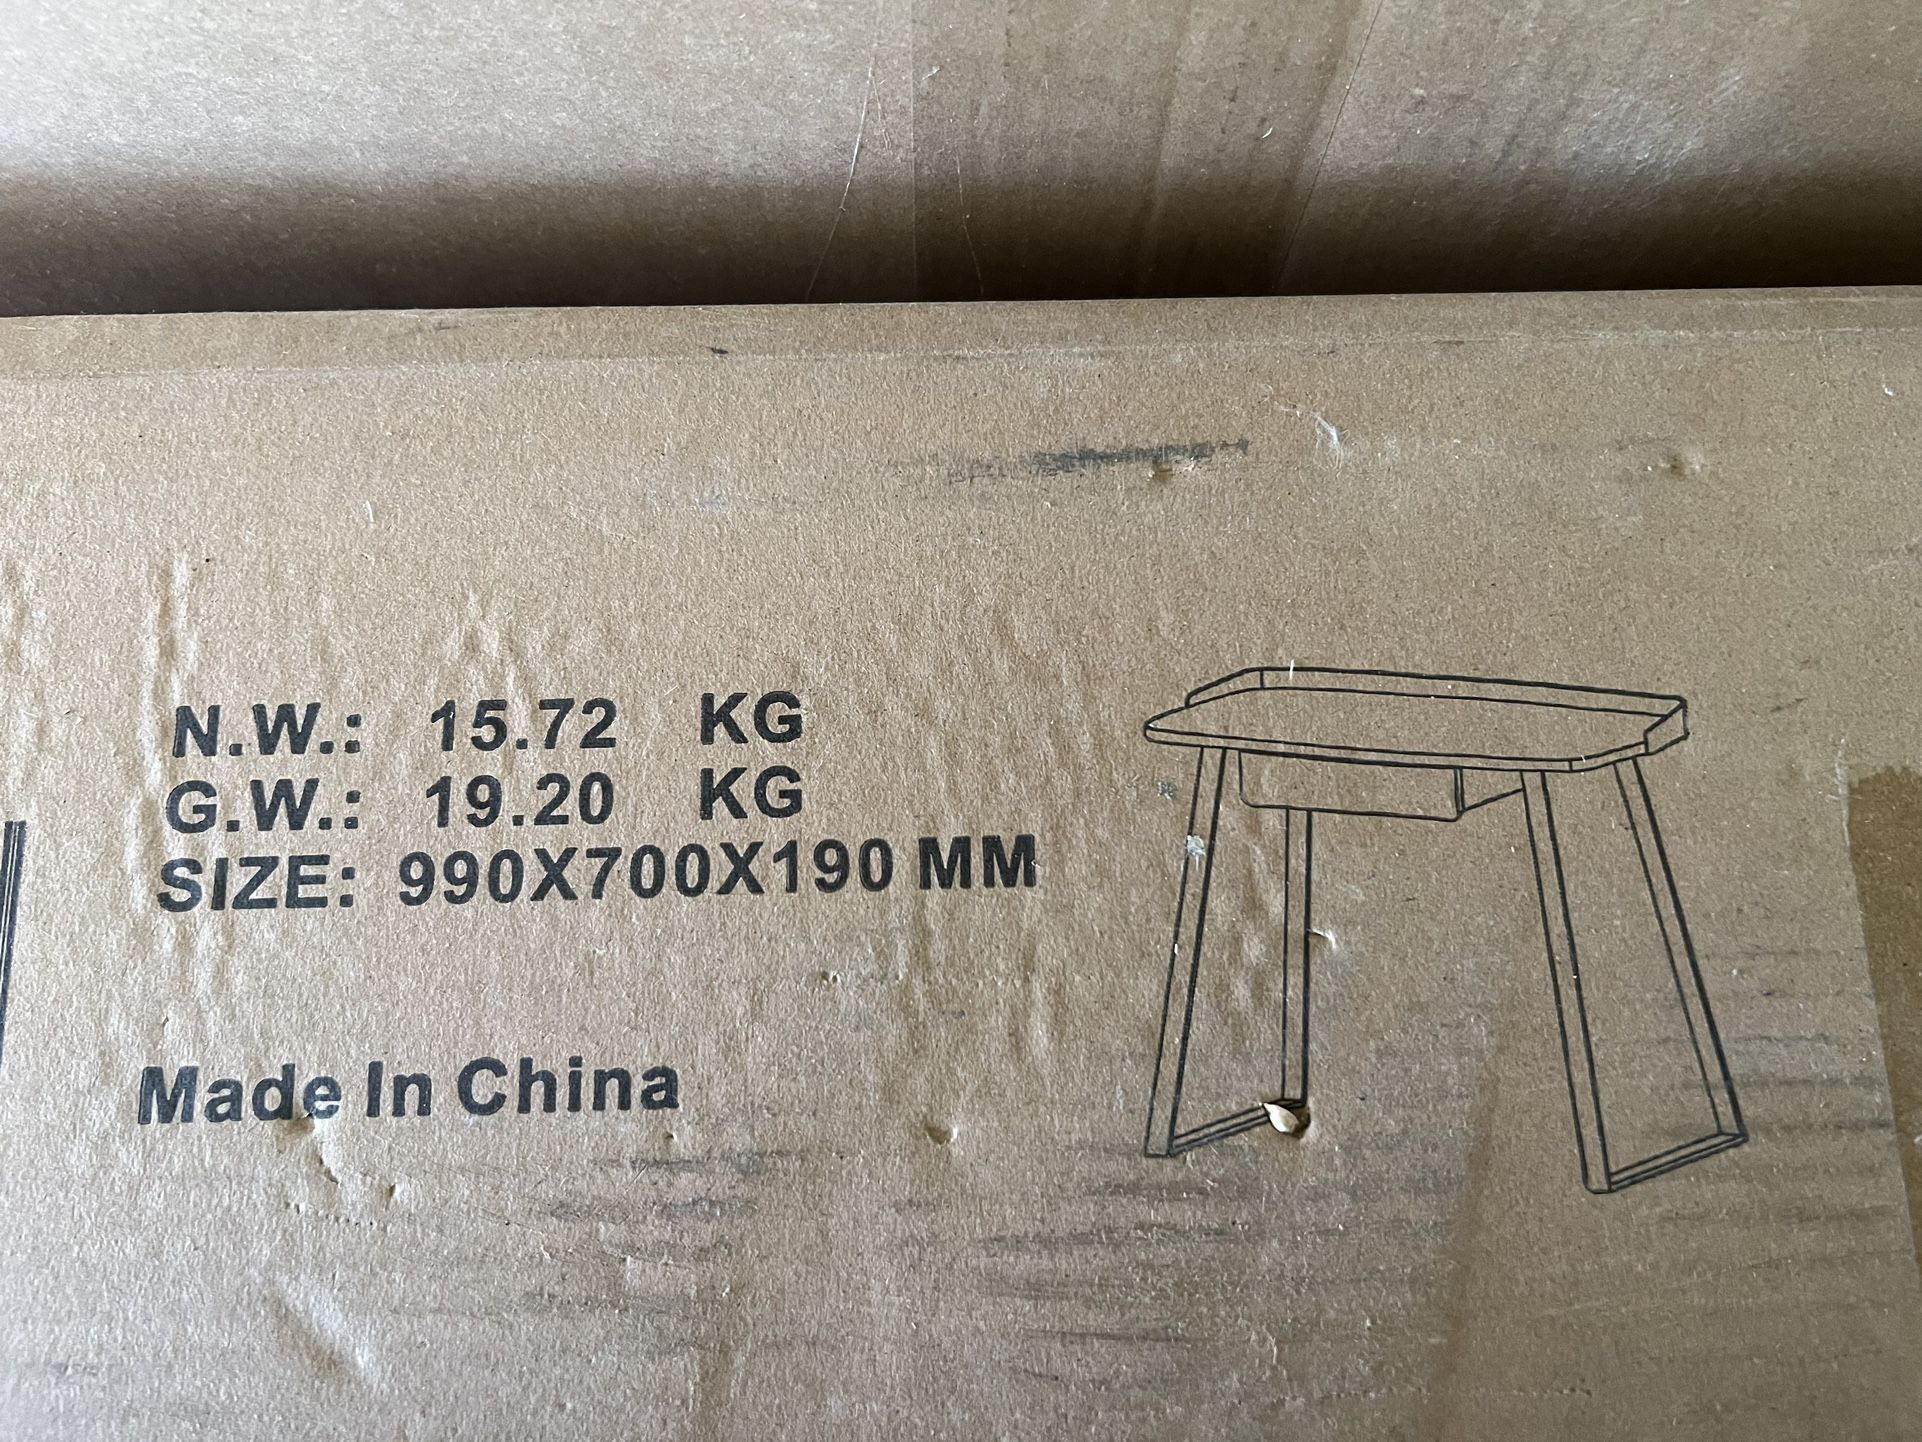 N.W.: 15.72 KG
G.W.: 19.20 KG
SIZE: 990X700X190 MM
Made In China